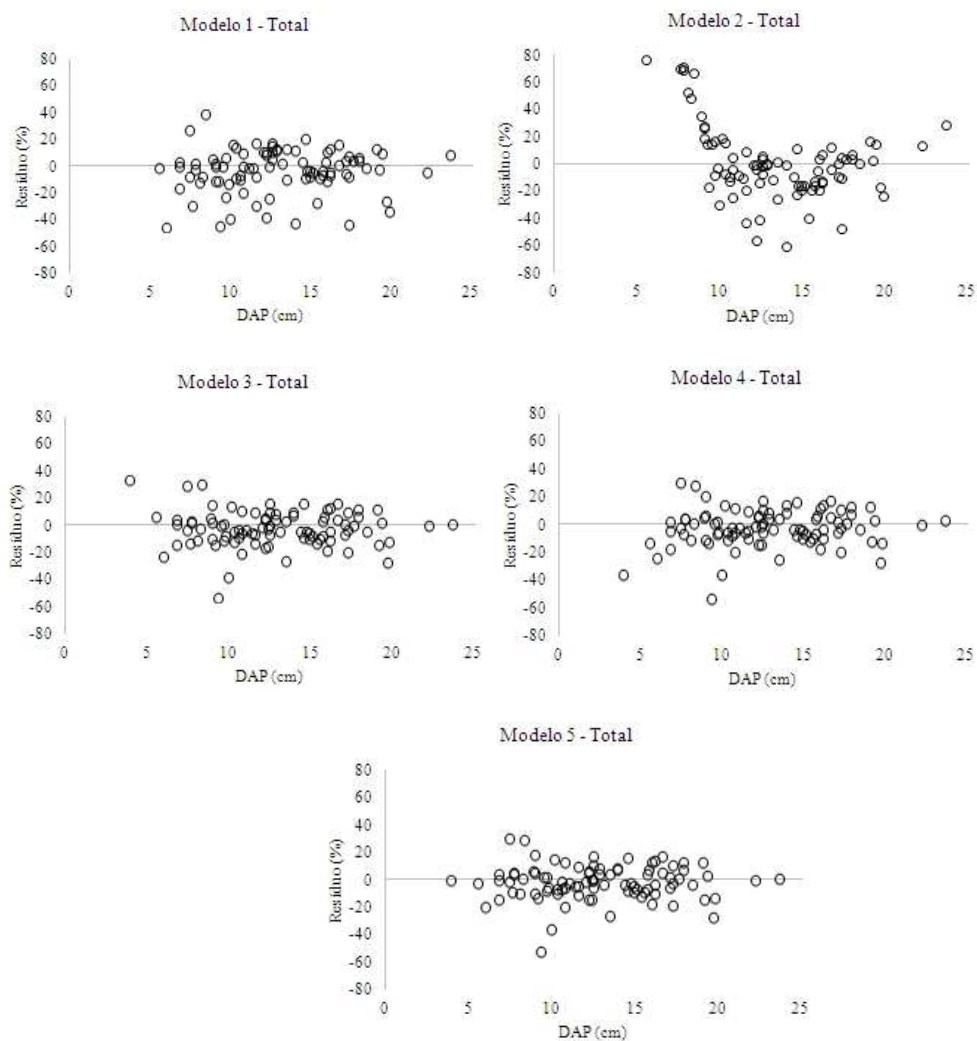 Modelo 1 - Total
Resíduo (%)
80
60
40
20
0
-20
-40
-60
-80
0 5 10 15 20 25
DAP (cm)
Modelo 2 - Total
Resíduo (%)
80
60
40
20
0
-20
-40
-60
-80
0 5 10 15 20 25
DAP (cm)
Modelo 3 - Total
Resíduo (%)
80
60
40
20
0
-20
-40
-60
-80
0 5 10 15 20 25
DAP (cm)
Modelo 4 - Total
Resíduo (%)
80
60
40
20
0
-20
-40
-60
-80
0 5 10 15 20 25
DAP (cm)
Modelo 5 - Total
Resíduo (%)
80
60
40
20
0
-20
-40
-60
-80
0 5 10 15 20 25
DAP (cm)